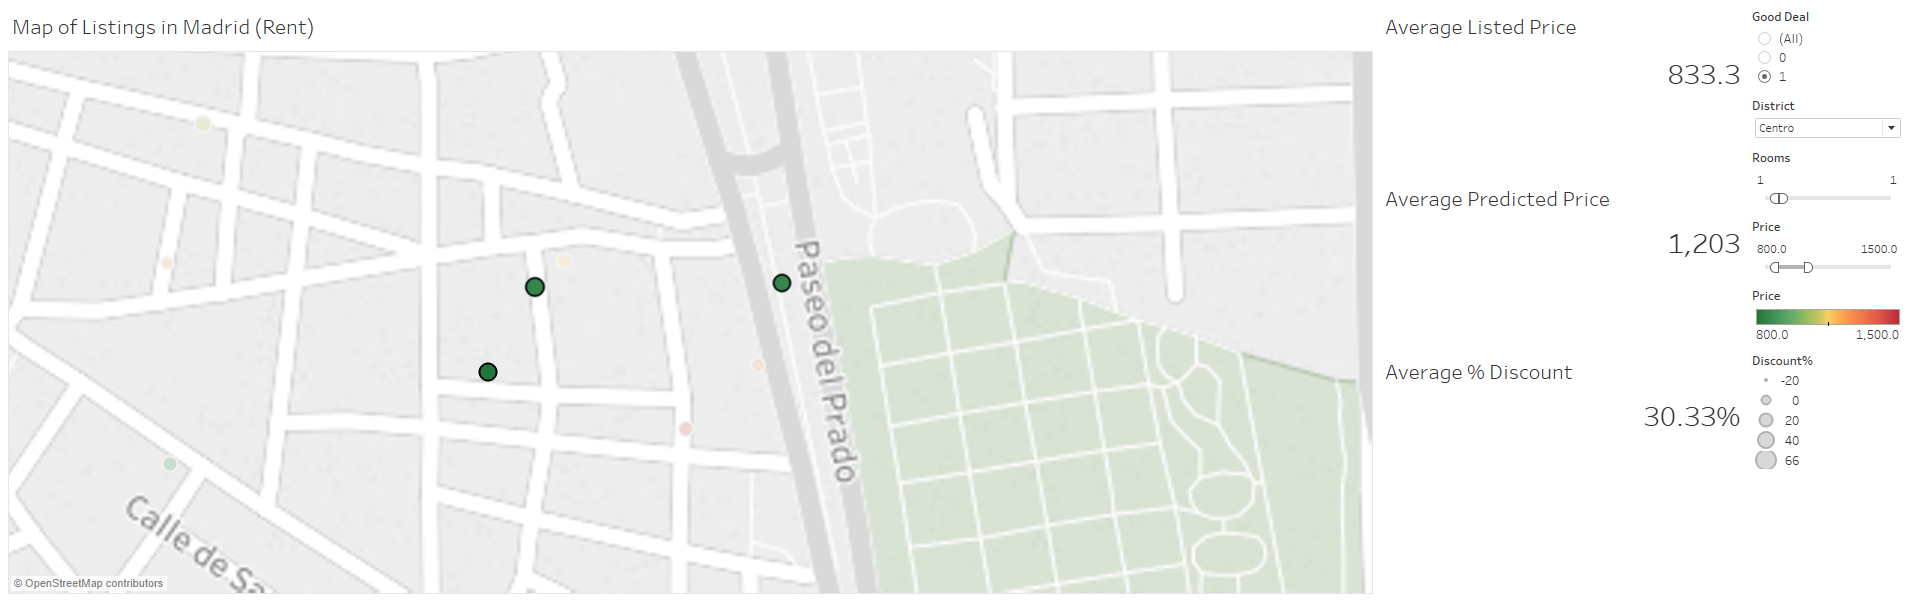 Map of Listings in Madrid (Rent)
Paseo del Prado
Calle de Sa
© OpenStreetMap contributors
Average Listed Price
833.3
Average Predicted Price
1,203
Average % Discount
30.33%
Good Deal
(All)
0
1
District
Centro
Rooms
1 1
Price
800.0 1500.0
Price
800.0 1,500.0
Discount%
-20
0
20
40
66